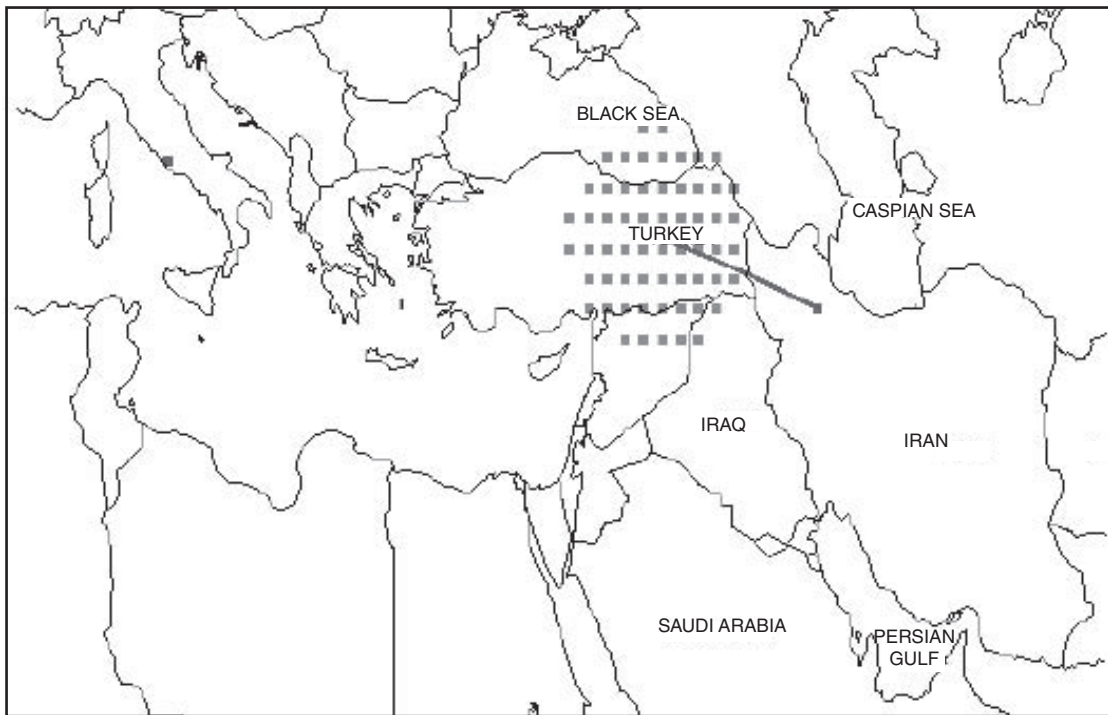 BLACK SEA
CASPIAN SEA
TURKEY
IRAQ
IRAN
SAUDI ARABIA
PERSIAN
GULF